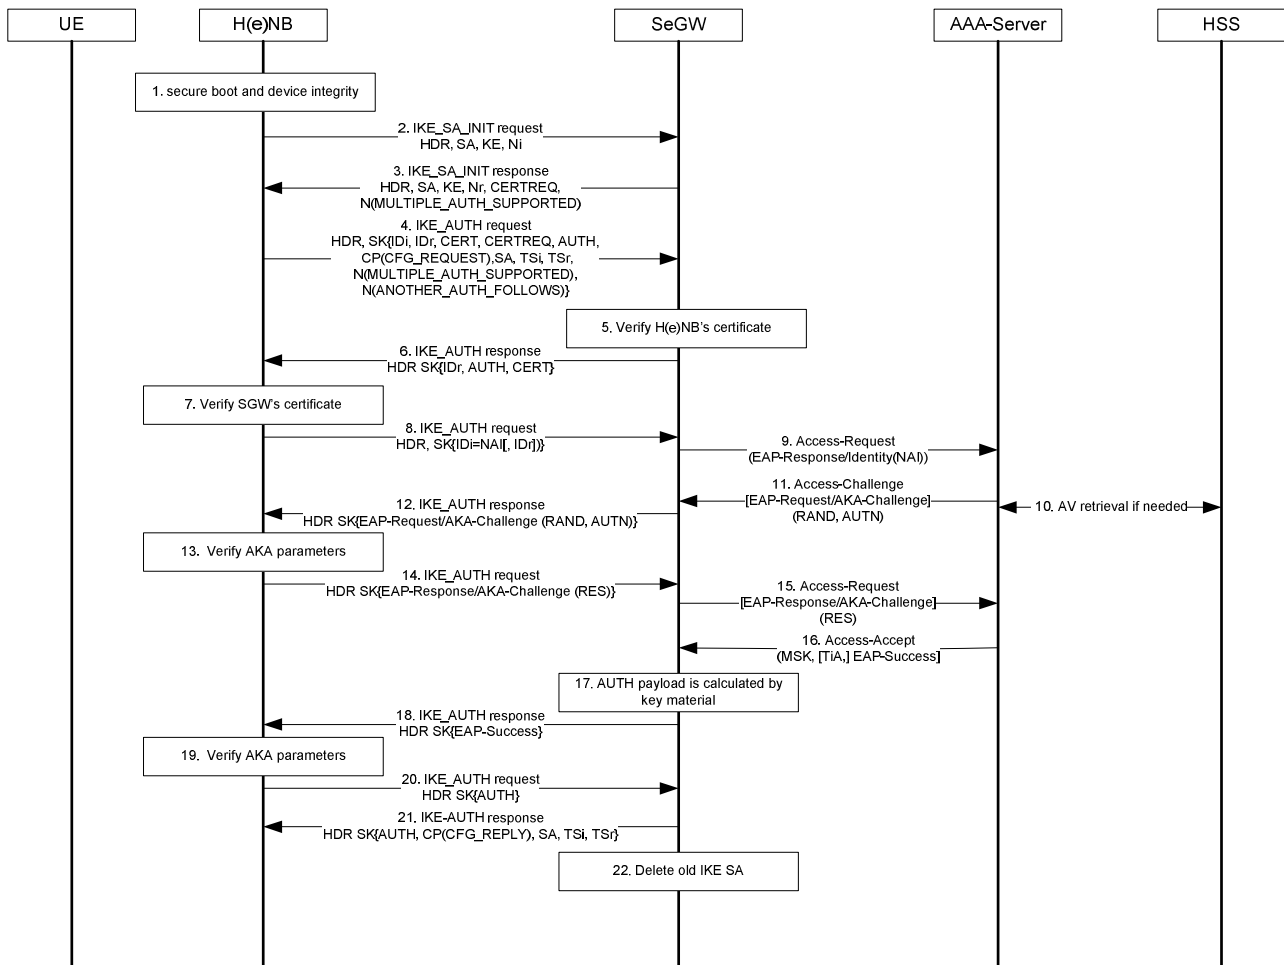 UE
H(e)NB
SeGW
AAA-Server
HSS
1. secure boot and device integrity
2. IKE_SA_INIT request
HDR, SA, KE, Ni
3. IKE_SA_INIT response
HDR, SA, KE, Nr, CERTREQ,
N(MULTIPLE_AUTH_SUPPORTED)
4. IKE_AUTH request
HDR, SK{IDi, IDr, CERT, CERTREQ, AUTH,
CP(CFG_REQUEST),SA, TSi, TSr,
N(MULTIPLE_AUTH_SUPPORTED),
N(ANOTHER_AUTH_FOLLOWS)}
5. Verify H(e)NB's certificate
6. IKE_AUTH response
HDR SK{IDr, AUTH, CERT}
7. Verify SGW's certificate
8. IKE_AUTH request
HDR, SK{IDi=NAI[, IDr])}
9. Access-Request
(EAP-Response/Identity(NAI))
10. AV retrieval if needed
11. Access-Challenge
[EAP-Request/AKA-Challenge]
(RAND, AUTN)
12. IKE_AUTH response
HDR SK{EAP-Request/AKA-Challenge (RAND, AUTN)}
13. Verify AKA parameters
14. IKE_AUTH request
HDR SK{EAP-Response/AKA-Challenge (RES)}
15. Access-Request
[EAP-Response/AKA-Challenge]
(RES)
16. Access-Accept
(MSK, [TiA,] EAP-Success]
17. AUTH payload is calculated by
key material
18. IKE_AUTH response
HDR SK{EAP-Success}
19. Verify AKA parameters
20. IKE_AUTH request
HDR SK{AUTH}
21. IKE-AUTH response
HDR SK{AUTH, CP(CFG_REPLY), SA, TSi, TSr}
22. Delete old IKE SA